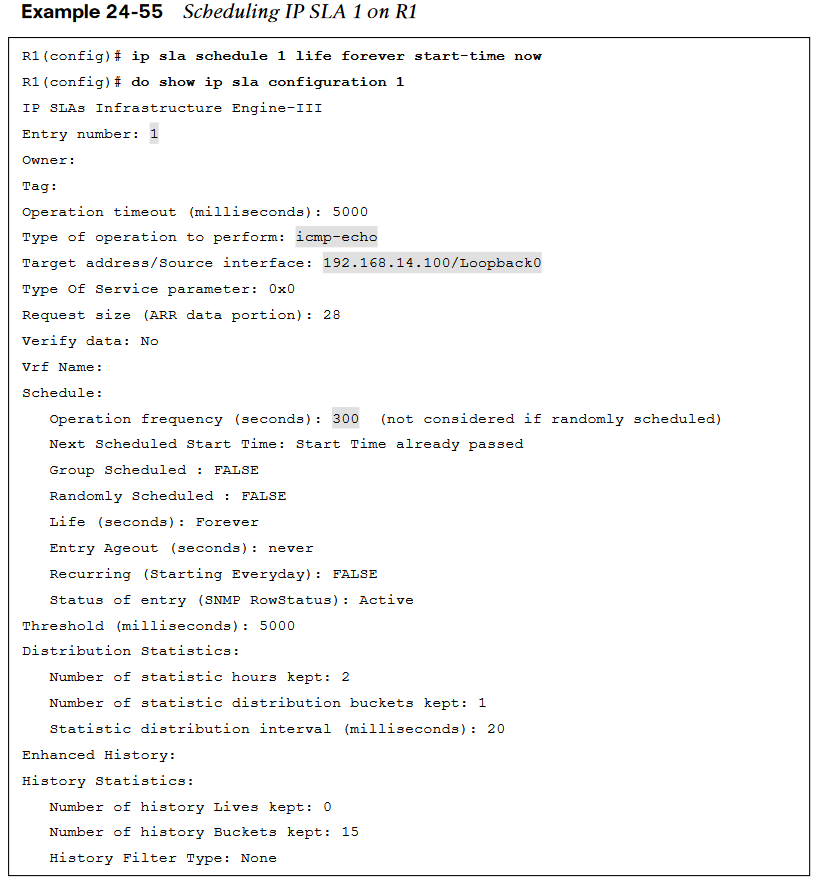 Example 24-55 Scheduling IP SLA 1 on R1
R1(config)# ip sla schedule 1 life forever start-time now
R1(config)# do show ip sla configuration 1
IP SLAs Infrastructure Engine-III
Entry number: 1
Owner:
Tag:
Operation timeout (milliseconds): 5000
Type of operation to perform: icmp-echo
Target address/Source interface: 192.168.14.100/Loopback0
Type Of Service parameter: 0x0
Request size (ARR data portion): 28
Verify data: No
Vrf Name:
Schedule:
   Operation frequency (seconds): 300  (not considered if randomly scheduled)
   Next Scheduled Start Time: Start Time already passed
   Group Scheduled : FALSE
   Randomly Scheduled : FALSE
   Life (seconds): Forever
   Entry Ageout (seconds): never
   Recurring (Starting Everyday): FALSE
   Status of entry (SNMP RowStatus): Active
Threshold (milliseconds): 5000
Distribution Statistics:
   Number of statistic hours kept: 2
   Number of statistic distribution buckets kept: 1
   Statistic distribution interval (milliseconds): 20
Enhanced History:
History Statistics:
   Number of history Lives kept: 0
   Number of history Buckets kept: 15
   History Filter Type: None